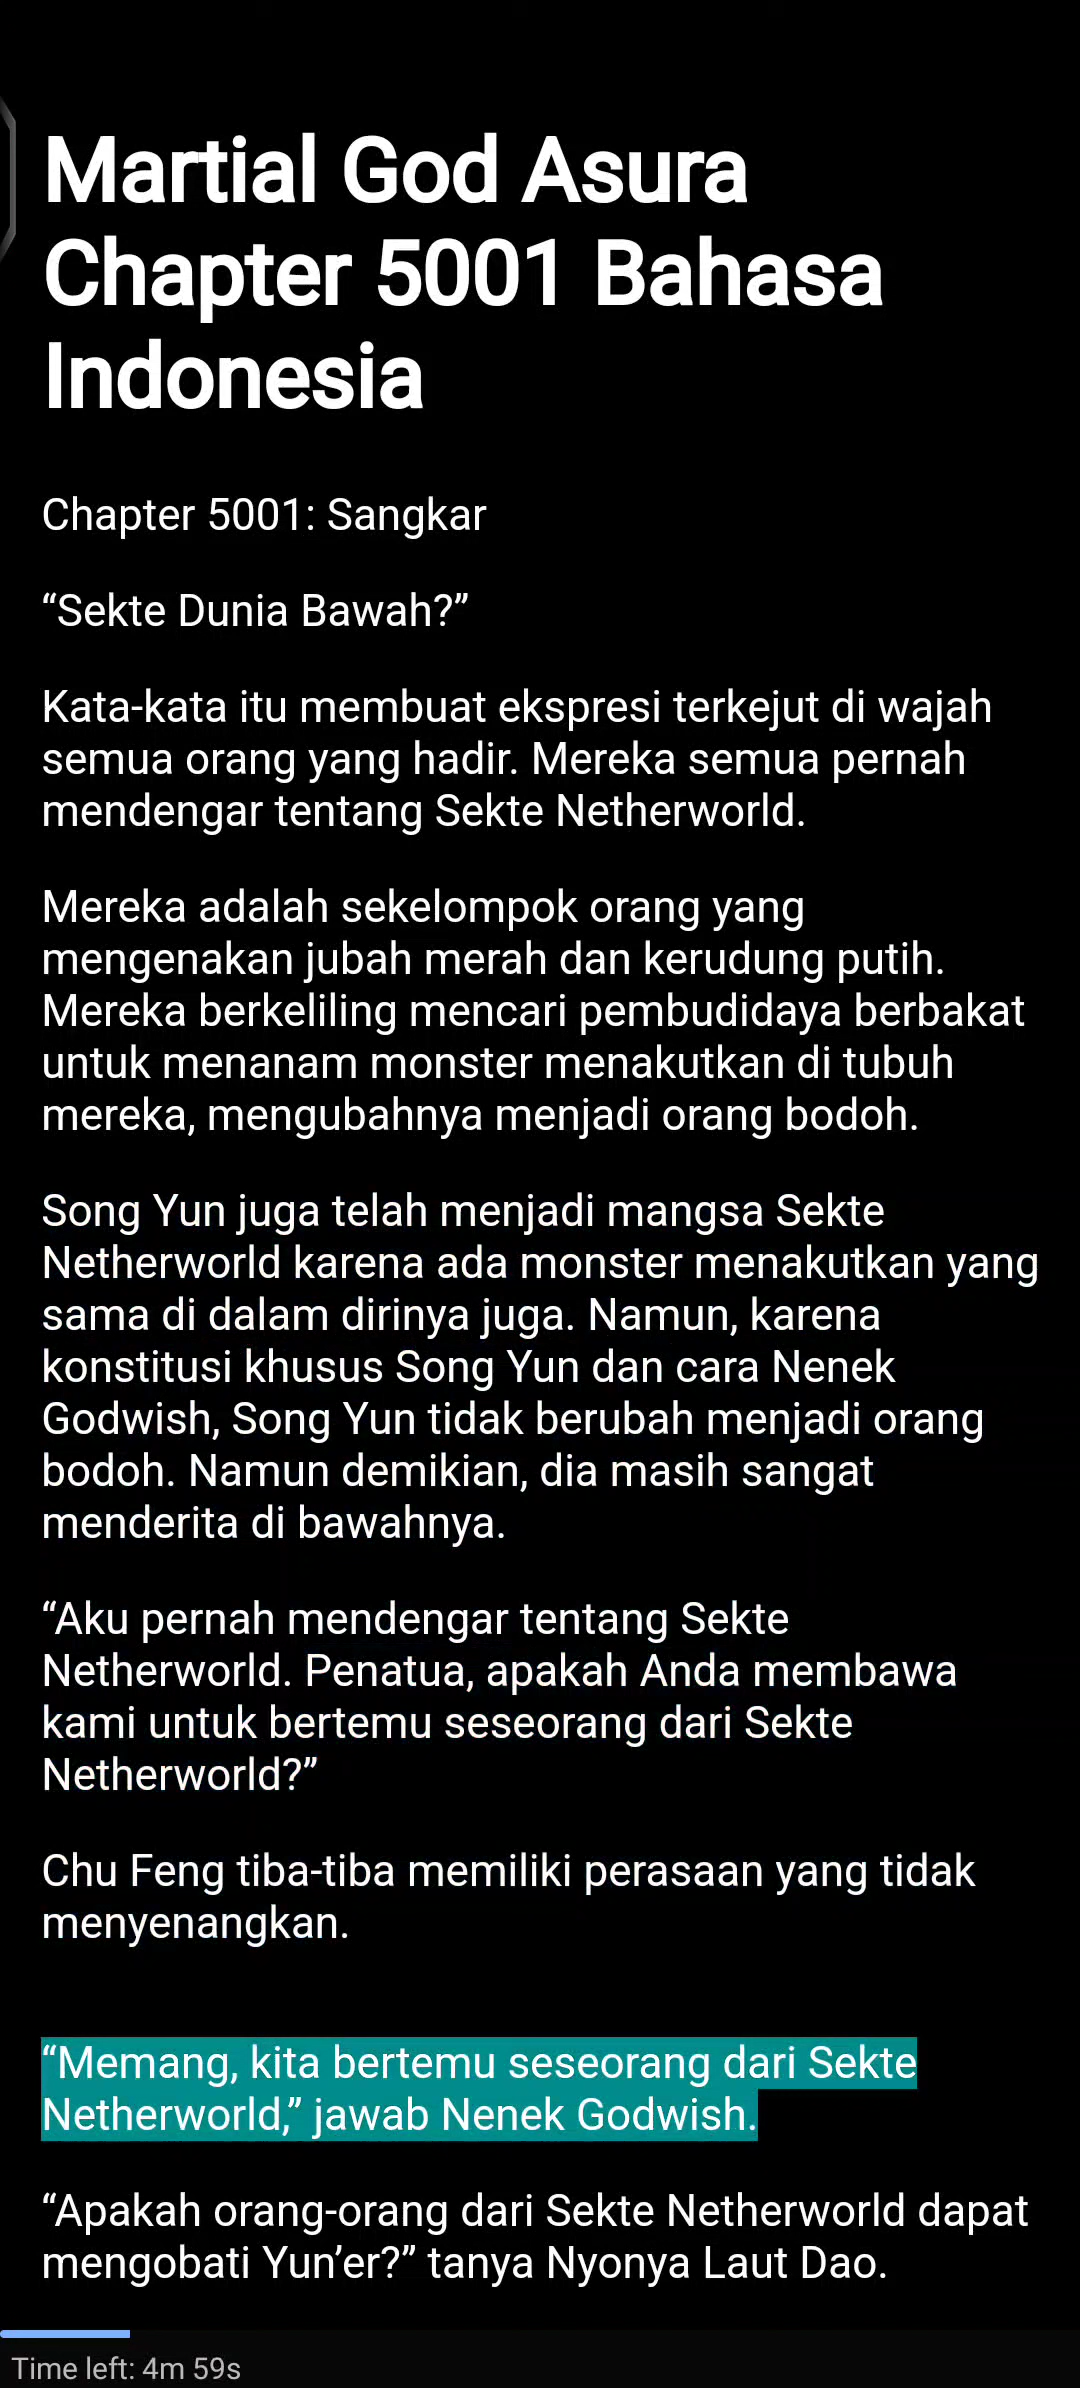 Martial God Asura
Chapter 5001 Bahasa
Indonesia
Chapter 5001: Sangkar
“Sekte Dunia Bawah?”
Kata-kata itu membuat ekspresi terkejut di wajah
semua orang yang hadir. Mereka semua pernah
mendengar tentang Sekte Netherworld.
Mereka adalah sekelompok orang yang
mengenakan jubah merah dan kerudung putih.
Mereka berkeliling mencari pembudidaya berbakat
untuk menanam monster menakutkan di tubuh
mereka, mengubahnya menjadi orang bodoh.
Song Yun juga telah menjadi mangsa Sekte
Netherworld karena ada monster menakutkan yang
sama di dalam dirinya juga. Namun, karena
konstitusi khusus Song Yun dan cara Nenek
Godwish, Song Yun tidak berubah menjadi orang
bodoh. Namun demikian, dia masih sangat
menderita di bawahnya.
“Aku pernah mendengar tentang Sekte
Netherworld. Penatua, apakah Anda membawa
kami untuk bertemu seseorang dari Sekte
Netherworld?”
Chu Feng tiba-tiba memiliki perasaan yang tidak
menyenangkan.
“Memang, kita bertemu seseorang dari Sekte
Netherworld,” jawab Nenek Godwish.
“Apakah orang-orang dari Sekte Netherworld dapat
mengobati Yun’er?” tanya Nyonya Laut Dao.
Time left: 4m 59s